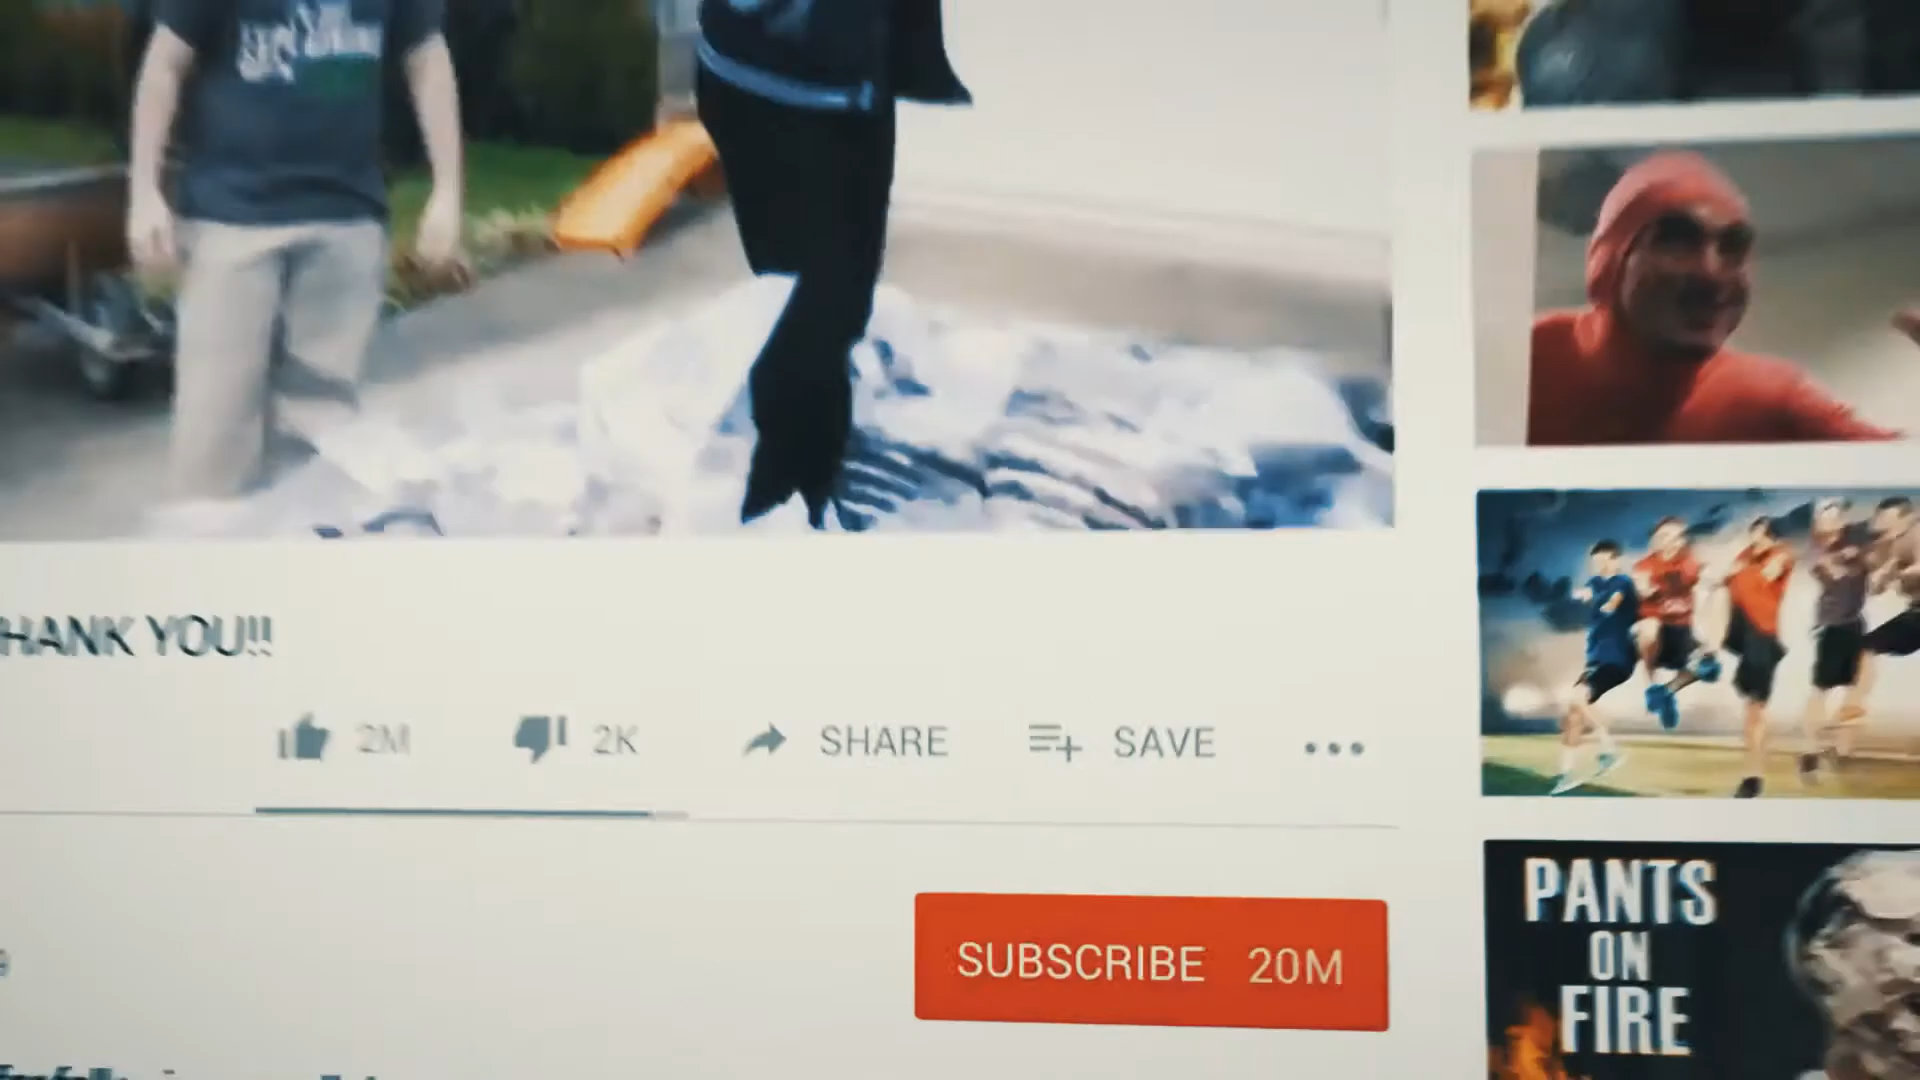 HANK YOU!!
2M
2K
SHARE
SAVE
SUBSCRIBE 20M
PANTS
ON
FIRE